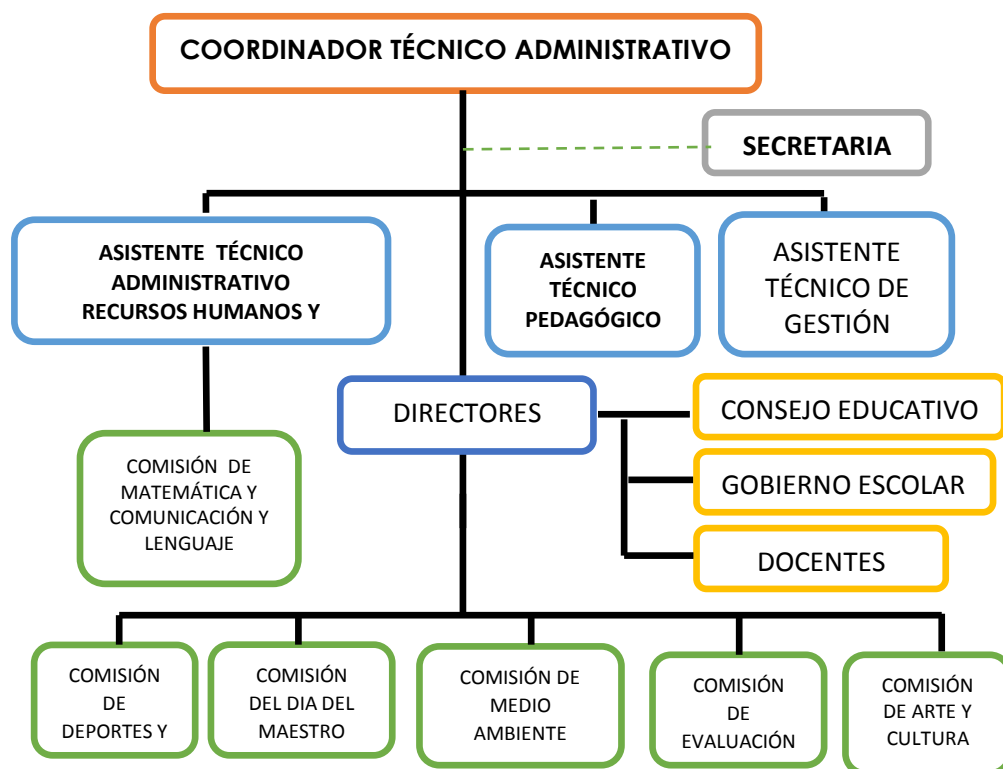 COORDINADOR TÉCNICO ADMINISTRATIVO
SECRETARIA
ASISTENTE TÉCNICO
ADMINISTRATIVO
RECURSOS HUMANOS Y
ASISTENTE
TÉCNICO
PEDAGÓGICO
ASISTENTE
TÉCNICO DE
GESTIÓN
DIRECTORES
CONSEJO EDUCATIVO
GOBIERNO ESCOLAR
DOCENTES
COMISIÓN DE
MATEMÁTICA Y
COMUNICACIÓN Y
LENGUAJE
COMISIÓN
DE
DEPORTES Y
COMISIÓN
DEL DIA DEL
MAESTRO
COMISIÓN DE
MEDIO
AMBIENTE
COMISIÓN
DE
EVALUACIÓN
COMISIÓN
DE ARTE Y
CULTURA